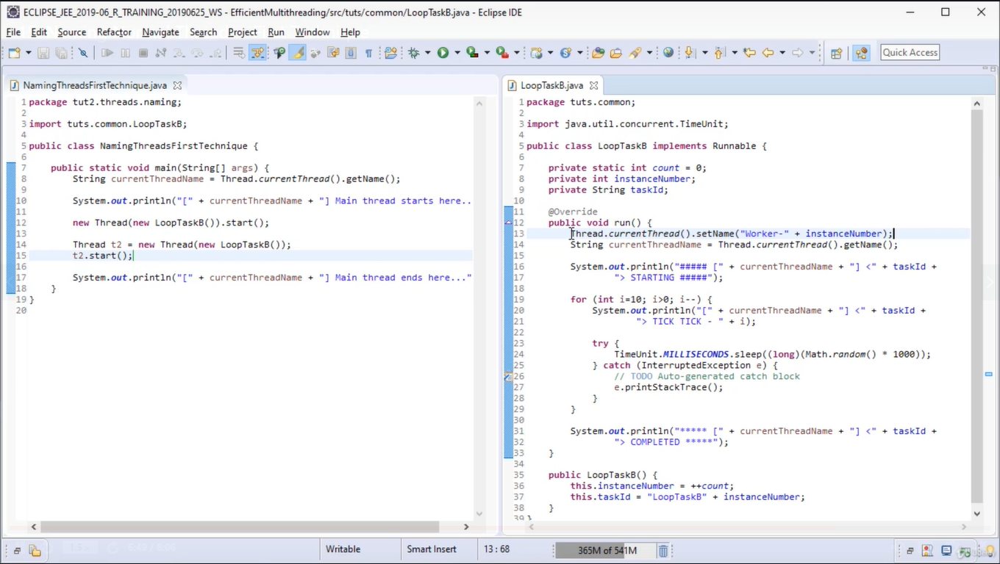 ECLIPSE_JEE_2019-06_R_TRAINING_20190625_WS - EfficientMultithreading/src/tuts/common/LoopTaskB.java - Eclipse IDE
File Edit Source Refactor Navigate Search Project Run Window Help
Quick Access
NamingThreadsFirstTechnique.java
1 package tut2.threads.naming;
2
3 import tuts.common.LoopTaskB;
4
5 public class NamingThreadsFirstTechnique {
6
7 public static void main(String[] args) {
8 String currentThreadName = Thread.currentThread().getName();
9
10 System.out.println("[" + currentThreadName + "] Main thread starts here..
11
12 new Thread(new LoopTaskB()).start();
13
14 Thread t2 = new Thread(new LoopTaskB());
15 t2.start();
16
17 System.out.println("[" + currentThreadName + "] Main thread ends here..."
18 }
19 }
20
LoopTaskB.java
1 package tuts.common;
2
3 import java.util.concurrent.TimeUnit;
4
5 public class LoopTaskB implements Runnable {
6
7 private static int count = 0;
8 private int instanceNumber;
9 private String taskId;
10
11 @Override
12 public void run() {
13 Thread.currentThread().setName("Worker-" + instanceNumber);
14 String currentThreadName = Thread.currentThread().getName();
15
16 System.out.println("##### [" + currentThreadName + "] <" + taskId +
17 "> STARTING #####");
18
19 for (int i=10; i>0; i--) {
20 System.out.println("[" + currentThreadName + "] <" + taskId +
21 "> TICK TICK - " + i);
22
23 try {
24 TimeUnit.MILLISECONDS.sleep((long)(Math.random() * 1000));
25 } catch (InterruptedException e) {
26 // TODO Auto-generated catch block
27 e.printStackTrace();
28 }
29 }
30
31 System.out.println("***** [" + currentThreadName + "] <" + taskId +
32 "> COMPLETED *****");
33 }
34
35 public LoopTaskB() {
36 this.instanceNumber = ++count;
37 this.taskId = "LoopTaskB" + instanceNumber;
38 }
39 }
Writable Smart Insert 13 : 68 365M of 541M